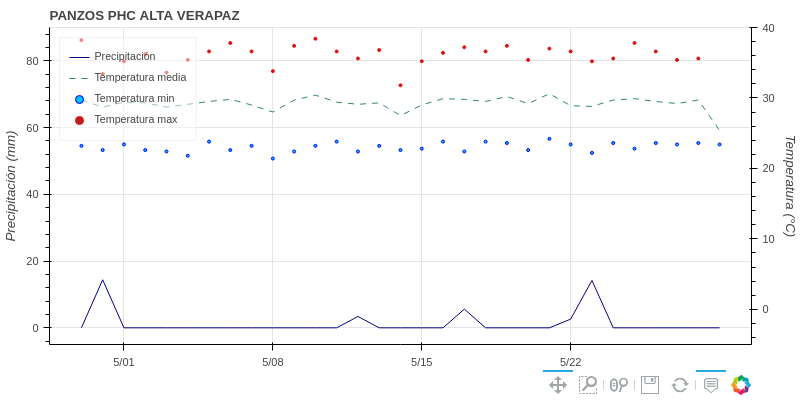 PANZOS PHC ALTA VERAPAZ
Precipitación
Temperatura media
Temperatura min
Temperatura max
Precipitación (mm)
80
60
40
20
0
Temperatura (°C)
40
30
20
10
0
5/01
5/08
5/15
5/22